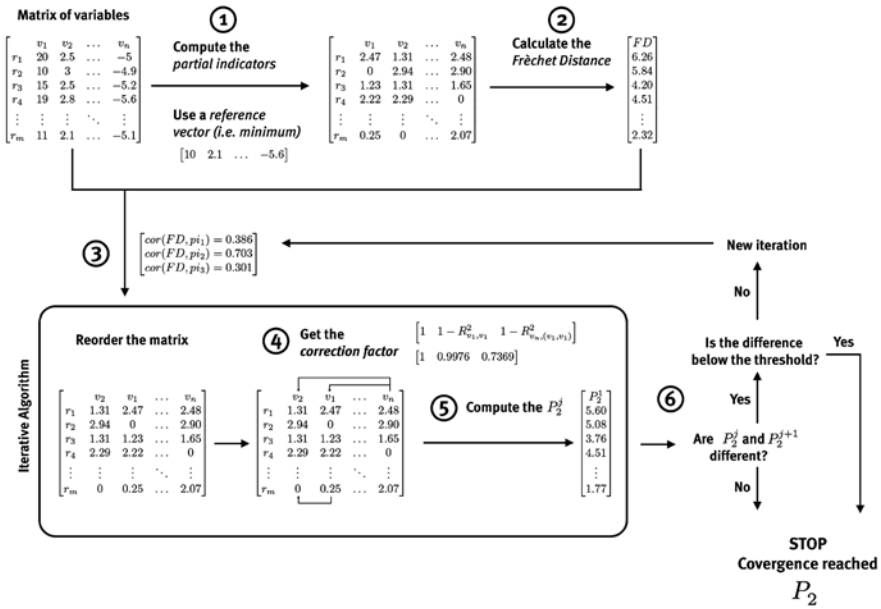 Matrix of variables
v₁ v₂ … vₙ
r₁ 20 2.5 … −5
r₂ 10 3 … −4.9
r₃ 15 2.5 … −5.2
r₄ 19 2.8 … −5.6
⋮ ⋮ ⋮ ⋱ ⋮
rₘ 11 2.1 … −5.1
1
Compute the
partial indicators
Use a reference
vector (i.e. minimum)
[10 2.1 … −5.6]
v₁ v₂ … vₙ
r₁ 2.47 1.31 … 2.48
r₂ 0 2.94 … 2.90
r₃ 1.23 1.31 … 1.65
r₄ 2.22 2.29 … 0
⋮ ⋮ ⋮ ⋱ ⋮
rₘ 0.25 0 … 2.07
2
Calculate the
Frèchet Distance
FD
6.26
5.84
4.20
4.51
⋮
2.32
3
cor(FD, pi₁) = 0.386
cor(FD, pi₂) = 0.703
cor(FD, pi₃) = 0.301
New iteration
No
Is the difference
below the threshold?
Yes
Yes
Iterative Algorithm
Reorder the matrix
v₂ v₁ … vₙ
r₁ 1.31 2.47 … 2.48
r₂ 2.94 0 … 2.90
r₃ 1.31 1.23 … 1.65
r₄ 2.29 2.22 … 0
⋮ ⋮ ⋮ ⋱ ⋮
rₘ 0 0.25 … 2.07
4
Get the
correction factor
[1 1 − R²v₁,v₁ 1 − R²vₙ,(v₂,v₁)]
[1 0.9976 0.7369]
v₂ v₁ … vₙ
r₁ 1.31 2.47 … 2.48
r₂ 2.94 0 … 2.90
r₃ 1.31 1.23 … 1.65
r₄ 2.29 2.22 … 0
⋮ ⋮ ⋮ ⋱ ⋮
rₘ 0 0.25 … 2.07
5
Compute the P₂ʲ
P₂¹
5.60
5.08
3.76
4.51
⋮
1.77
6
Are P₂ʲ and P₂ʲ⁺¹
different?
No
STOP
Covergence reached
P₂